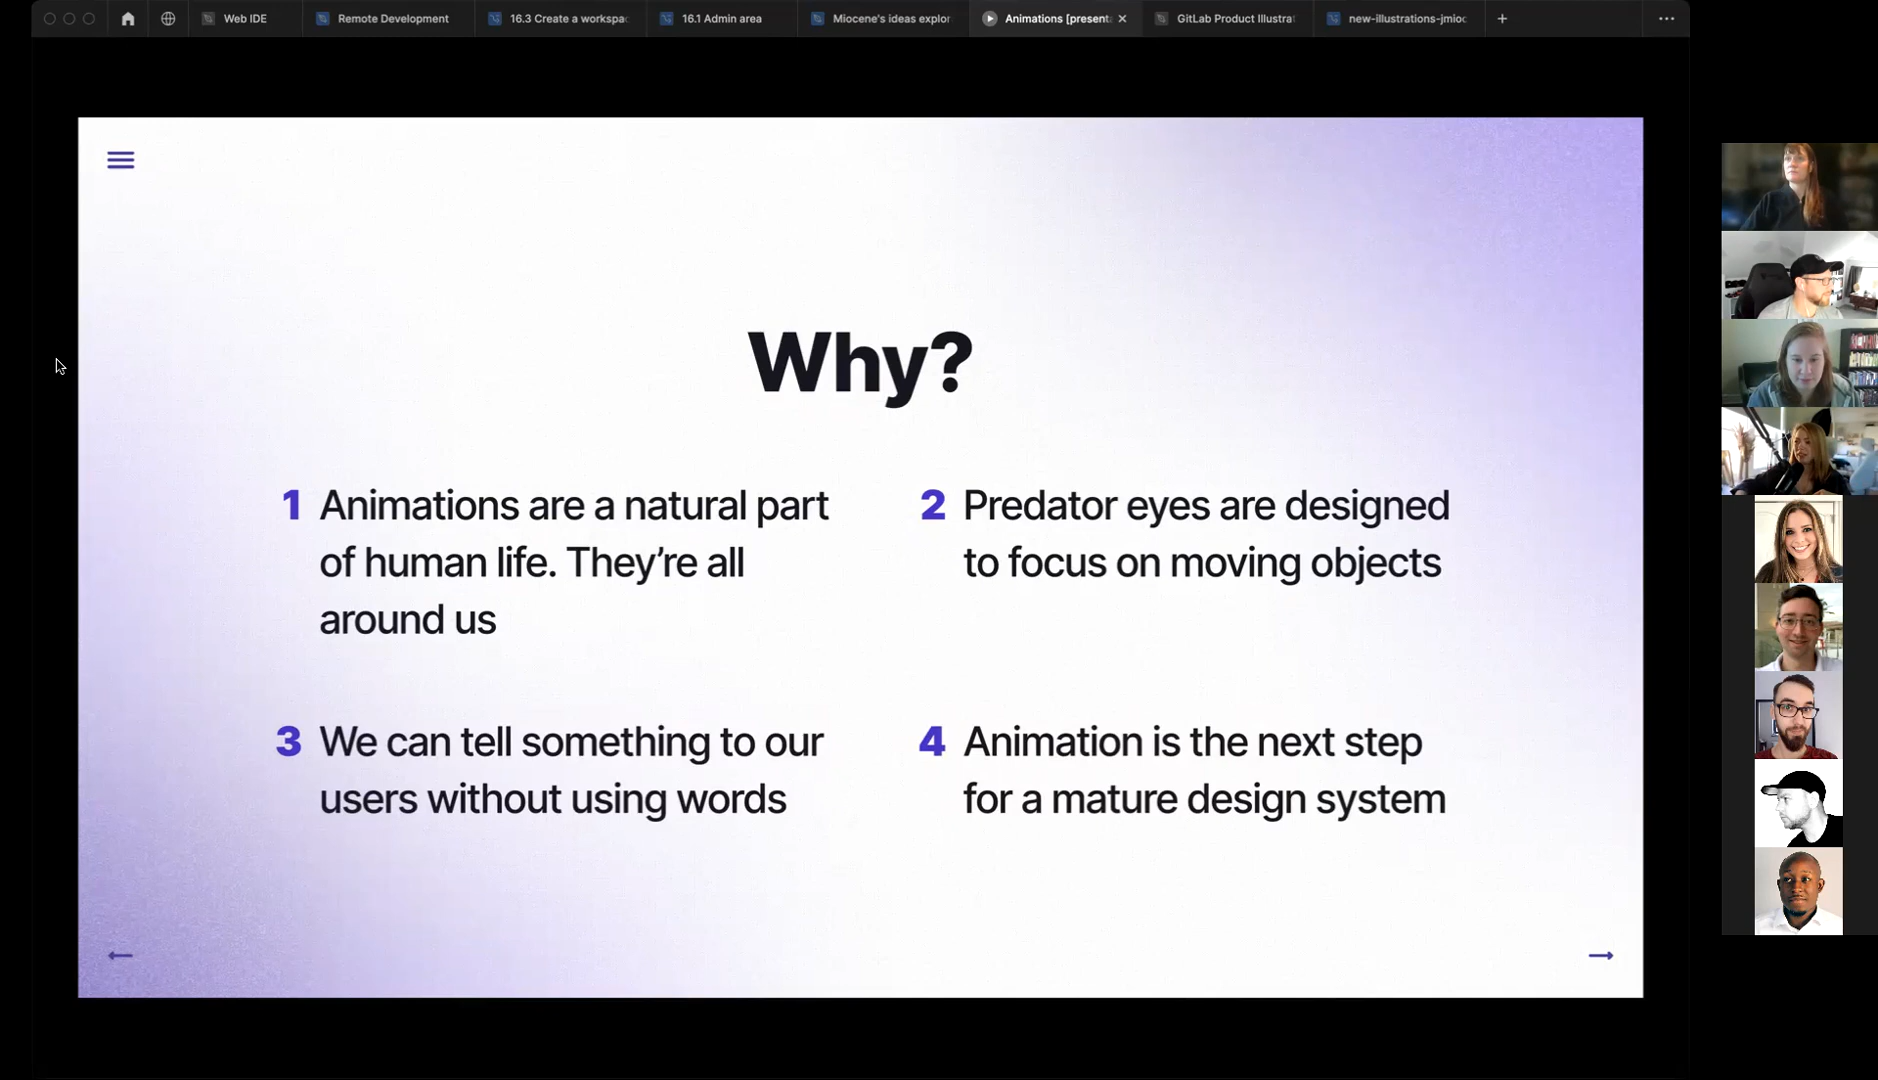 Web IDE
Remote Development
16.3 Create a workspac
16.1 Admin area
Miocene's ideas explor
Animations [present
GitLab Product Illustrat
new-illustrations-jmioc
Why?
1 Animations are a natural part
of human life. They’re all
around us
2 Predator eyes are designed
to focus on moving objects
3 We can tell something to our
users without using words
4 Animation is the next step
for a mature design system